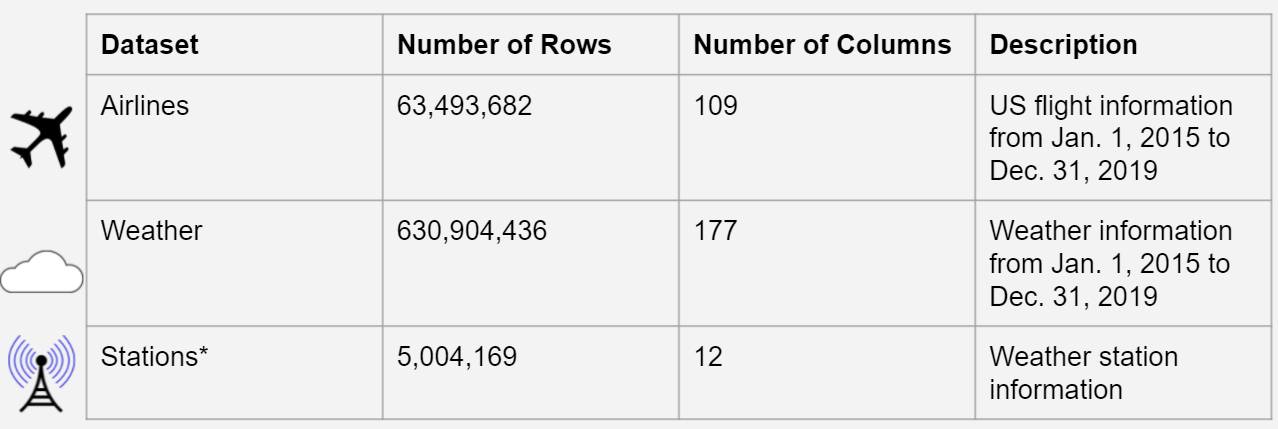 Dataset Number of Rows Number of Columns Description
Airlines 63,493,682 109 US flight information
from Jan. 1, 2015 to
Dec. 31, 2019
Weather 630,904,436 177 Weather information
from Jan. 1, 2015 to
Dec. 31, 2019
Stations* 5,004,169 12 Weather station
information